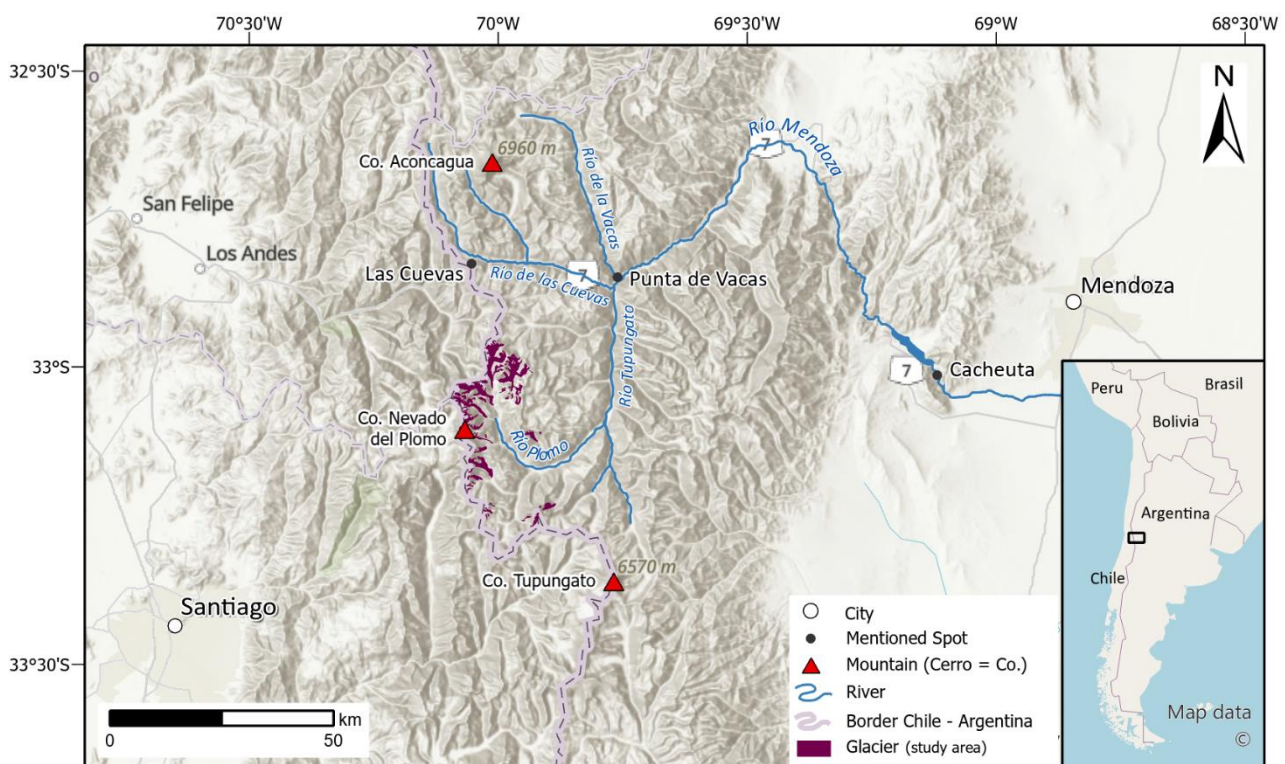 70°30'W
70°W
69°30'W
69°W
68°30'W
32°30'S
33°S
33°30'S
N
6960 m
Co. Aconcagua
Río de la Vacas
Río Mendoza
7
San Felipe
Los Andes
Las Cuevas
Río de las Cuevas
7
Punta de Vacas
Mendoza
Río Tupungato
7
Cacheuta
Co. Nevado
del Plomo
Río Plomo
6570 m
Co. Tupungato
Santiago
0
50
km
City
Mentioned Spot
Mountain (Cerro = Co.)
River
Border Chile - Argentina
Glacier (study area)
Peru
Brasil
Bolivia
Argentina
Chile
Map data
©